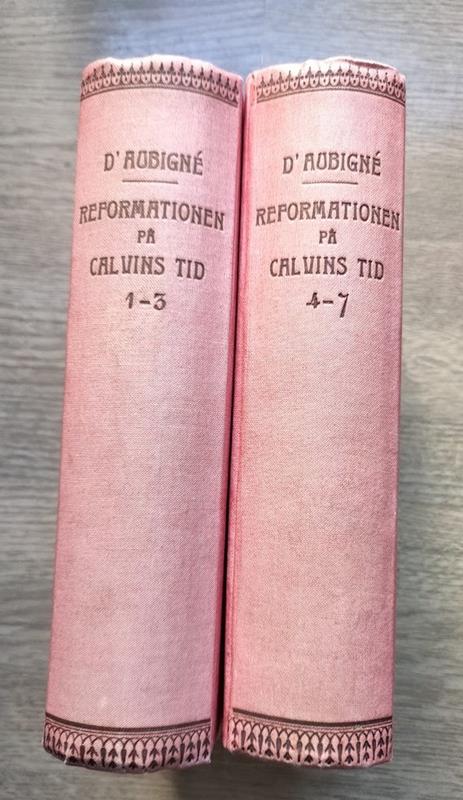 D'AUBIGNÉ
REFORMATIONEN
PÅ
CALVINS TID
1-3
D'AUBIGNÉ
REFORMATIONEN
PÅ
CALVINS TID
4-7